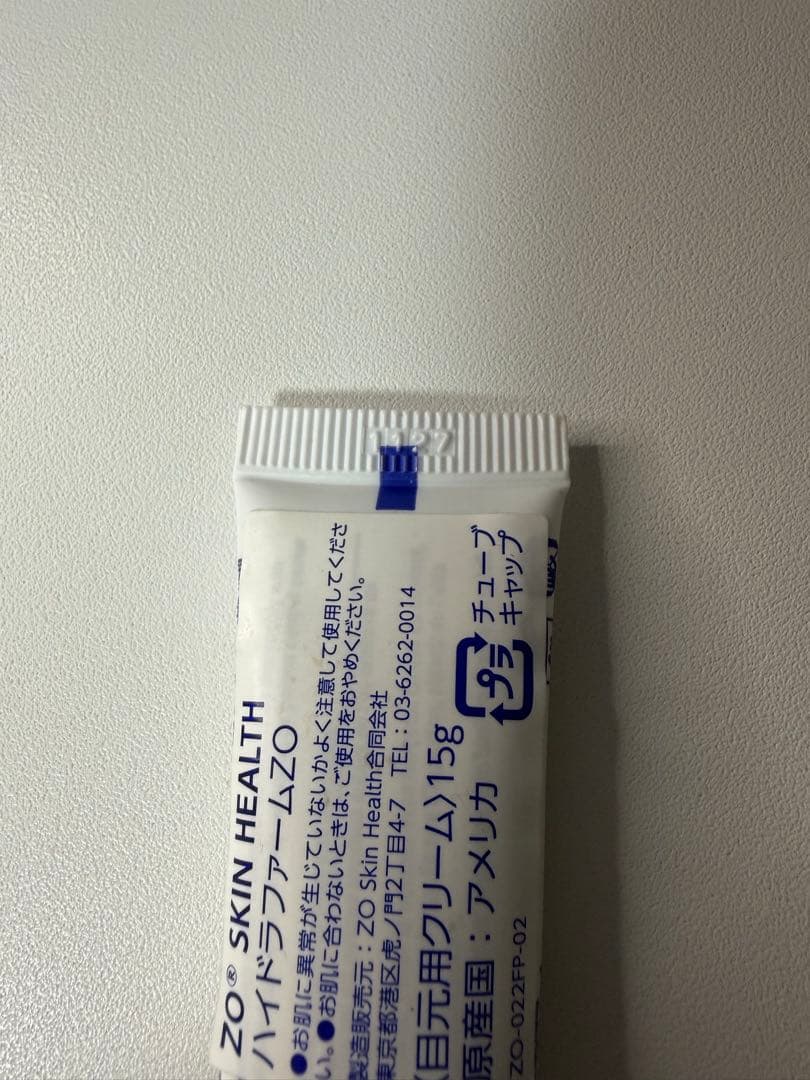 1127
ZO® SKIN HEALTH
ハイドラファームZO
●お肌に異常が生じていないかよく注意して使用してくださ
い。●お肌に合わないときは、ご使用をおやめください。
製造販売元：ZO Skin Health合同会社
東京都港区虎ノ門2丁目4-7 TEL：03-6262-0014
〈目元用クリーム〉15g
原産国：アメリカ
プラ
チューブ
キャップ
ZO-022FP-02